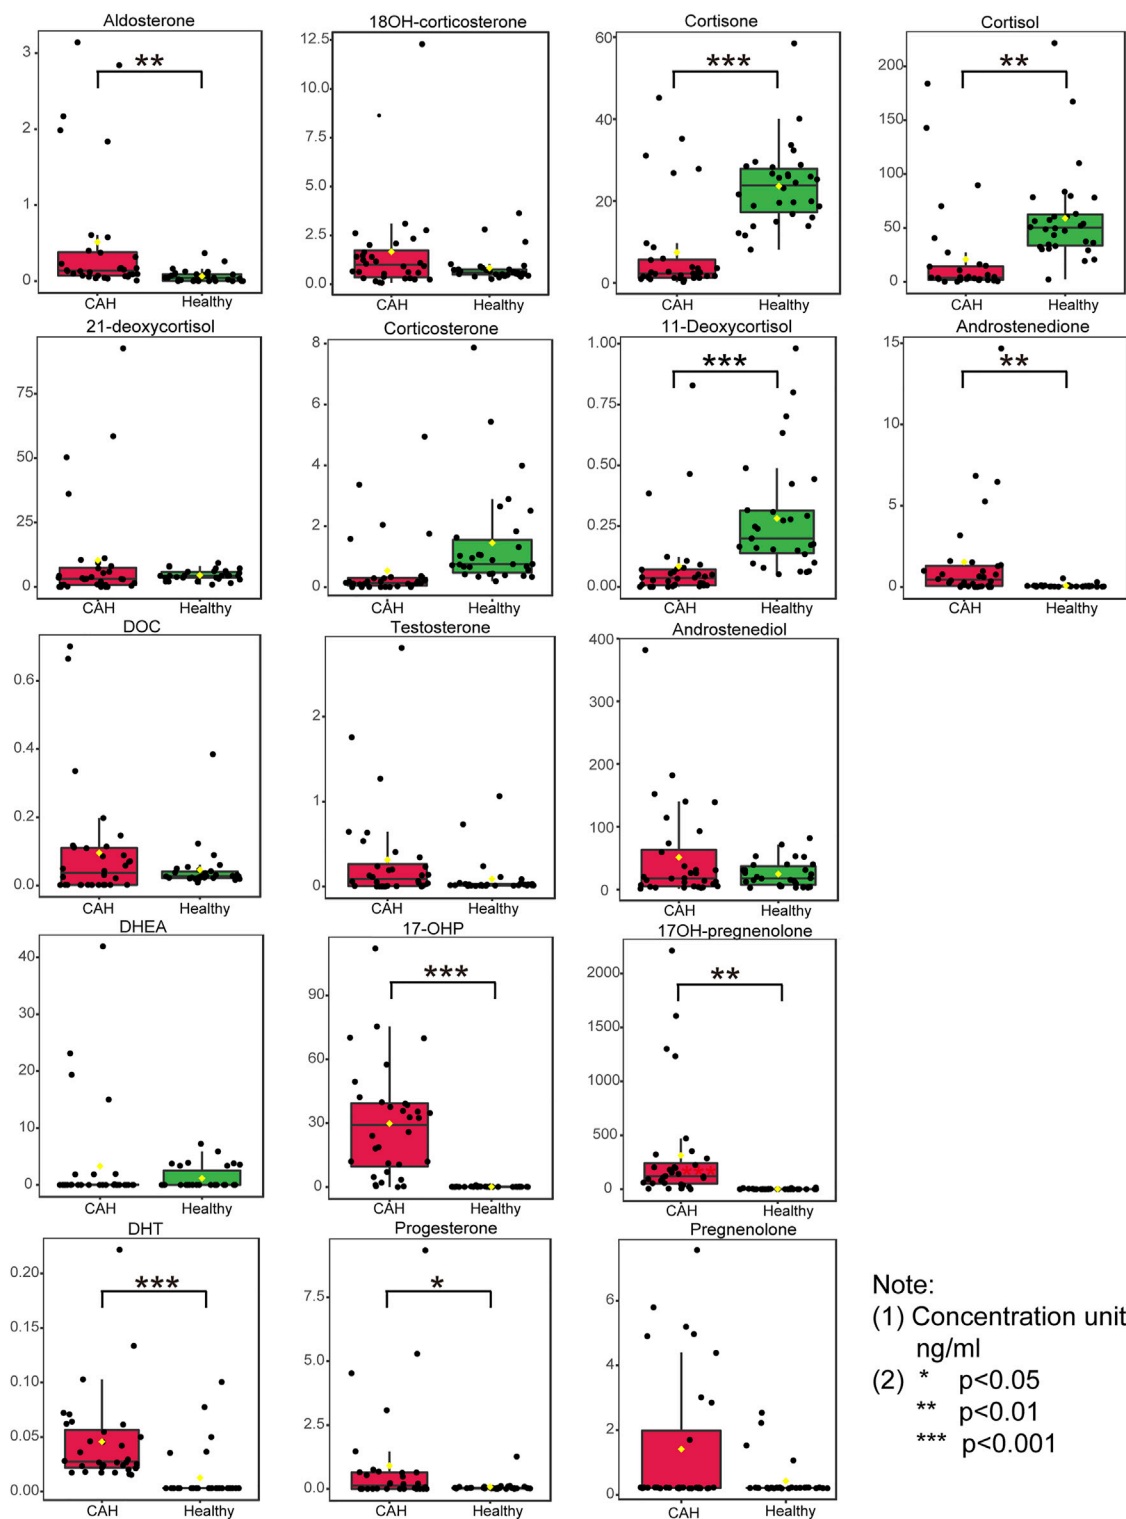 Aldosterone
3
2
1
0
**
CAH Healthy
18OH-corticosterone
12.5
7.5
5.0
2.5
0.0
CAH Healthy
Cortisone
60
40
20
0
***
CAH Healthy
Cortisol
200
150
100
50
0
**
CAH Healthy
21-deoxycortisol
75
50
25
0
CAH Healthy
Corticosterone
8
6
4
2
0
CAH Healthy
11-Deoxycortisol
1.00
0.75
0.50
0.25
0.00
***
CAH Healthy
Androstenedione
15
10
5
0
**
CAH Healthy
DOC
0.6
0.4
0.2
0.0
CAH Healthy
Testosterone
2
1
0
CAH Healthy
Androstenediol
400
300
200
100
0
CAH Healthy
DHEA
40
20
10
0
CAH Healthy
17-OHP
90
60
30
0
***
CAH Healthy
17OH-pregnenolone
2000
1500
1000
500
0
**
CAH Healthy
DHT
0.20
0.15
0.10
0.05
0.00
***
CAH Healthy
Progesterone
7.5
5.0
2.5
0.0
*
CAH Healthy
Pregnenolone
6
4
2
0
CAH Healthy
Note:
(1) Concentration unit
ng/ml
(2) * p<0.05
** p<0.01
*** p<0.001